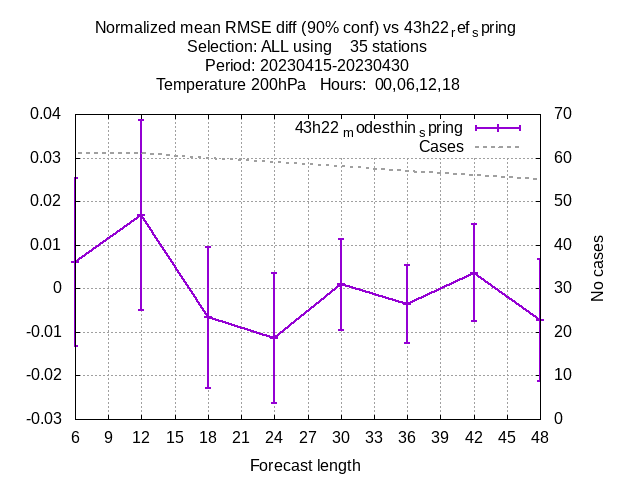 Normalized mean RMSE diff (90% conf) vs 43h22refspring
Selection: ALL using    35 stations
Period: 20230415-20230430
Temperature 200hPa   Hours:  00,06,12,18
43h22modesthinspring
Cases
0.04
0.03
0.02
0.01
0
-0.01
-0.02
-0.03
70
60
50
40
30
20
10
0
No cases
6 9 12 15 18 21 24 27 30 33 36 39 42 45 48
Forecast length